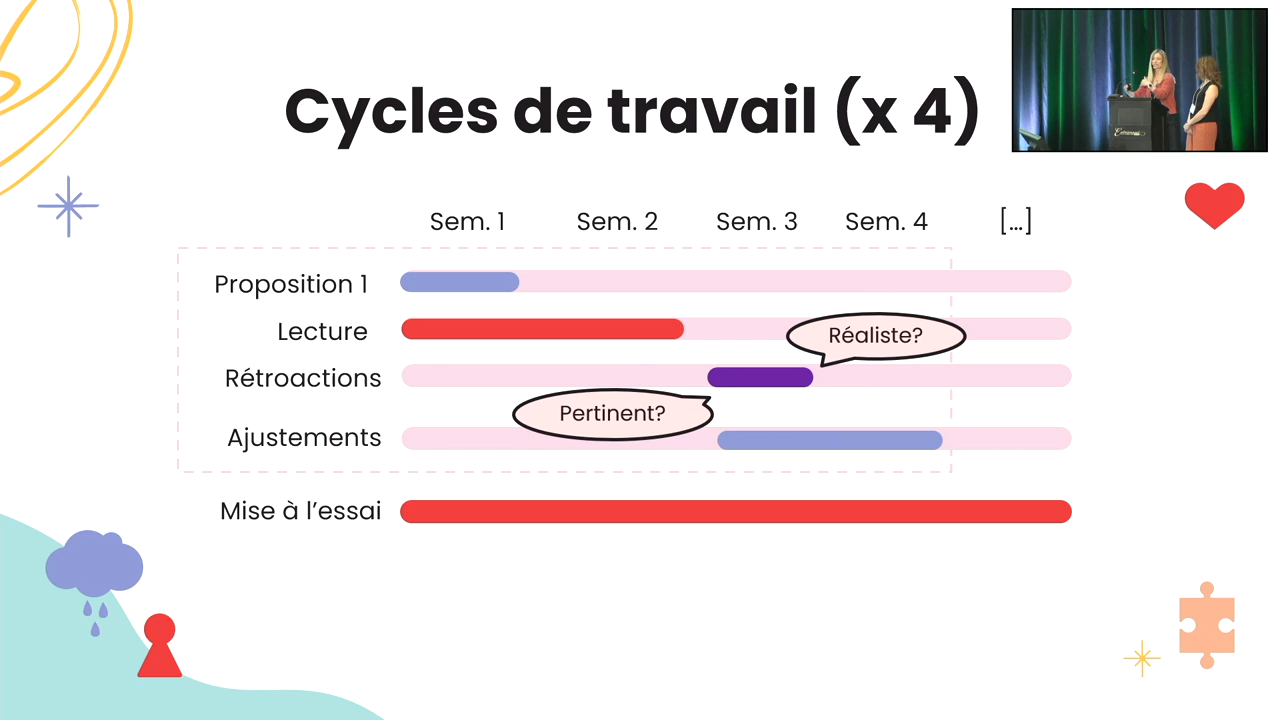 Cycles de travail (x 4)
Sem. 1 Sem. 2 Sem. 3 Sem. 4 [...]
Proposition 1
Lecture
Réaliste?
Rétroactions
Pertinent?
Ajustements
Mise à l’essai